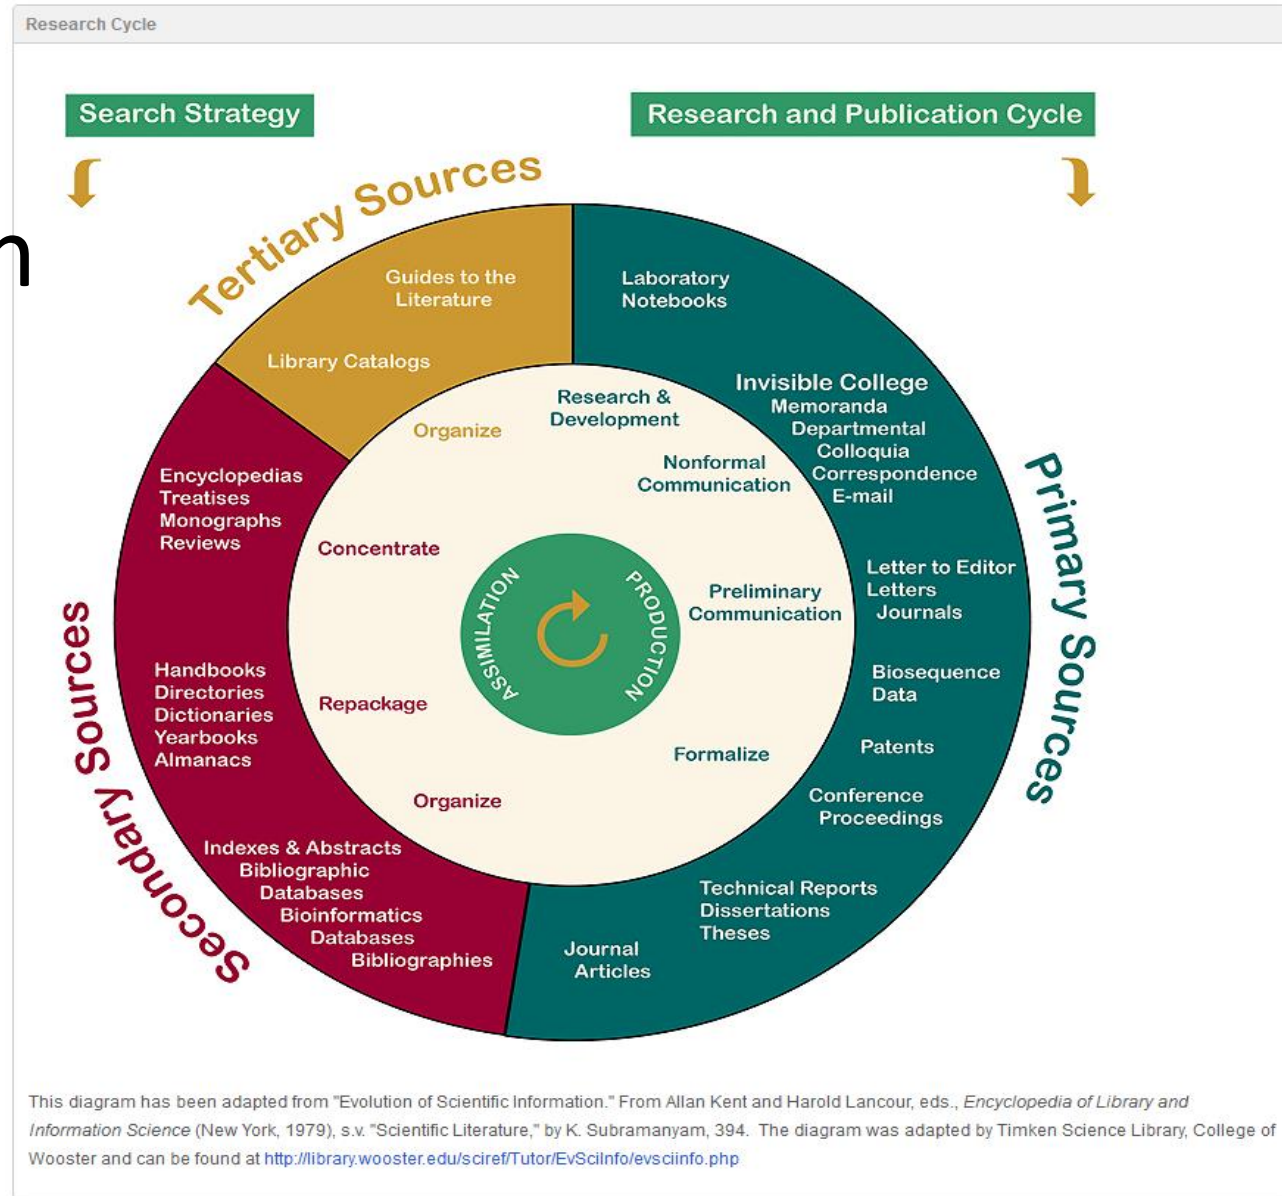 Research Cycle
Search Strategy
Research and Publication Cycle
n
Tertiary Sources
Guides to the
Literature
Library Catalogs
Laboratory
Notebooks
Invisible College
Memoranda
Departmental
Colloquia
Correspondence
E-mail
Primary Sources
Letter to Editor
Letters
Journals
Biosequence
Data
Patents
Conference
Proceedings
Technical Reports
Dissertations
Theses
Journal
Articles
Secondary Sources
Encyclopedias
Treatises
Monographs
Reviews
Handbooks
Directories
Dictionaries
Yearbooks
Almanacs
Indexes & Abstracts
Bibliographic
Databases
Bioinformatics
Databases
Bibliographies
Research &
Development
Nonformal
Communication
Preliminary
Communication
Formalize
Organize
Concentrate
Repackage
Organize
ASSIMILATION
PRODUCTION
This diagram has been adapted from "Evolution of Scientific Information." From Allan Kent and Harold Lancour, eds., Encyclopedia of Library and
Information Science (New York, 1979), s.v. "Scientific Literature," by K. Subramanyam, 394. The diagram was adapted by Timken Science Library, College of
Wooster and can be found at http://library.wooster.edu/sciref/Tutor/EvSciInfo/evsciinfo.php